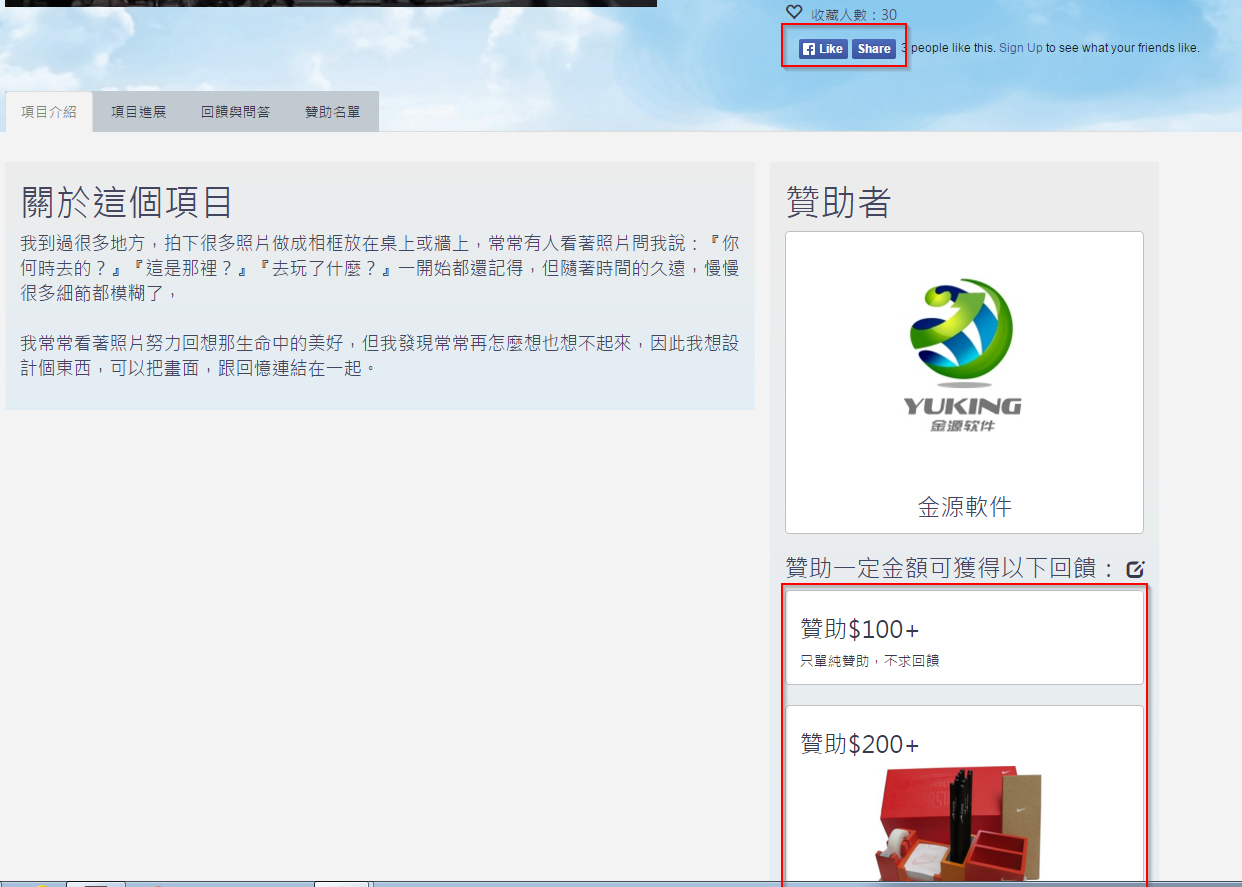 收藏人數：30
Like Share 3 people like this. Sign Up to see what your friends like.
項目介紹 項目進展 回饋與問答 贊助名單
關於這個項目
我到過很多地方，拍下很多照片做成相框放在桌上或牆上，常常有人看著照片問我說：『你
何時去的？』『這是那裡？』『去玩了什麼？』一開始都還記得，但隨著時間的久遠，慢慢
很多細節都模糊了，
我常常看著照片努力回想那生命中的美好，但我發現常常再怎麼想也想不起來，因此我想設
計個東西，可以把畫面，跟回憶連結在一起。
贊助者
YUKING
金源软件
金源軟件
贊助一定金額可獲得以下回饋：
贊助$100+
只單純贊助，不求回饋
贊助$200+